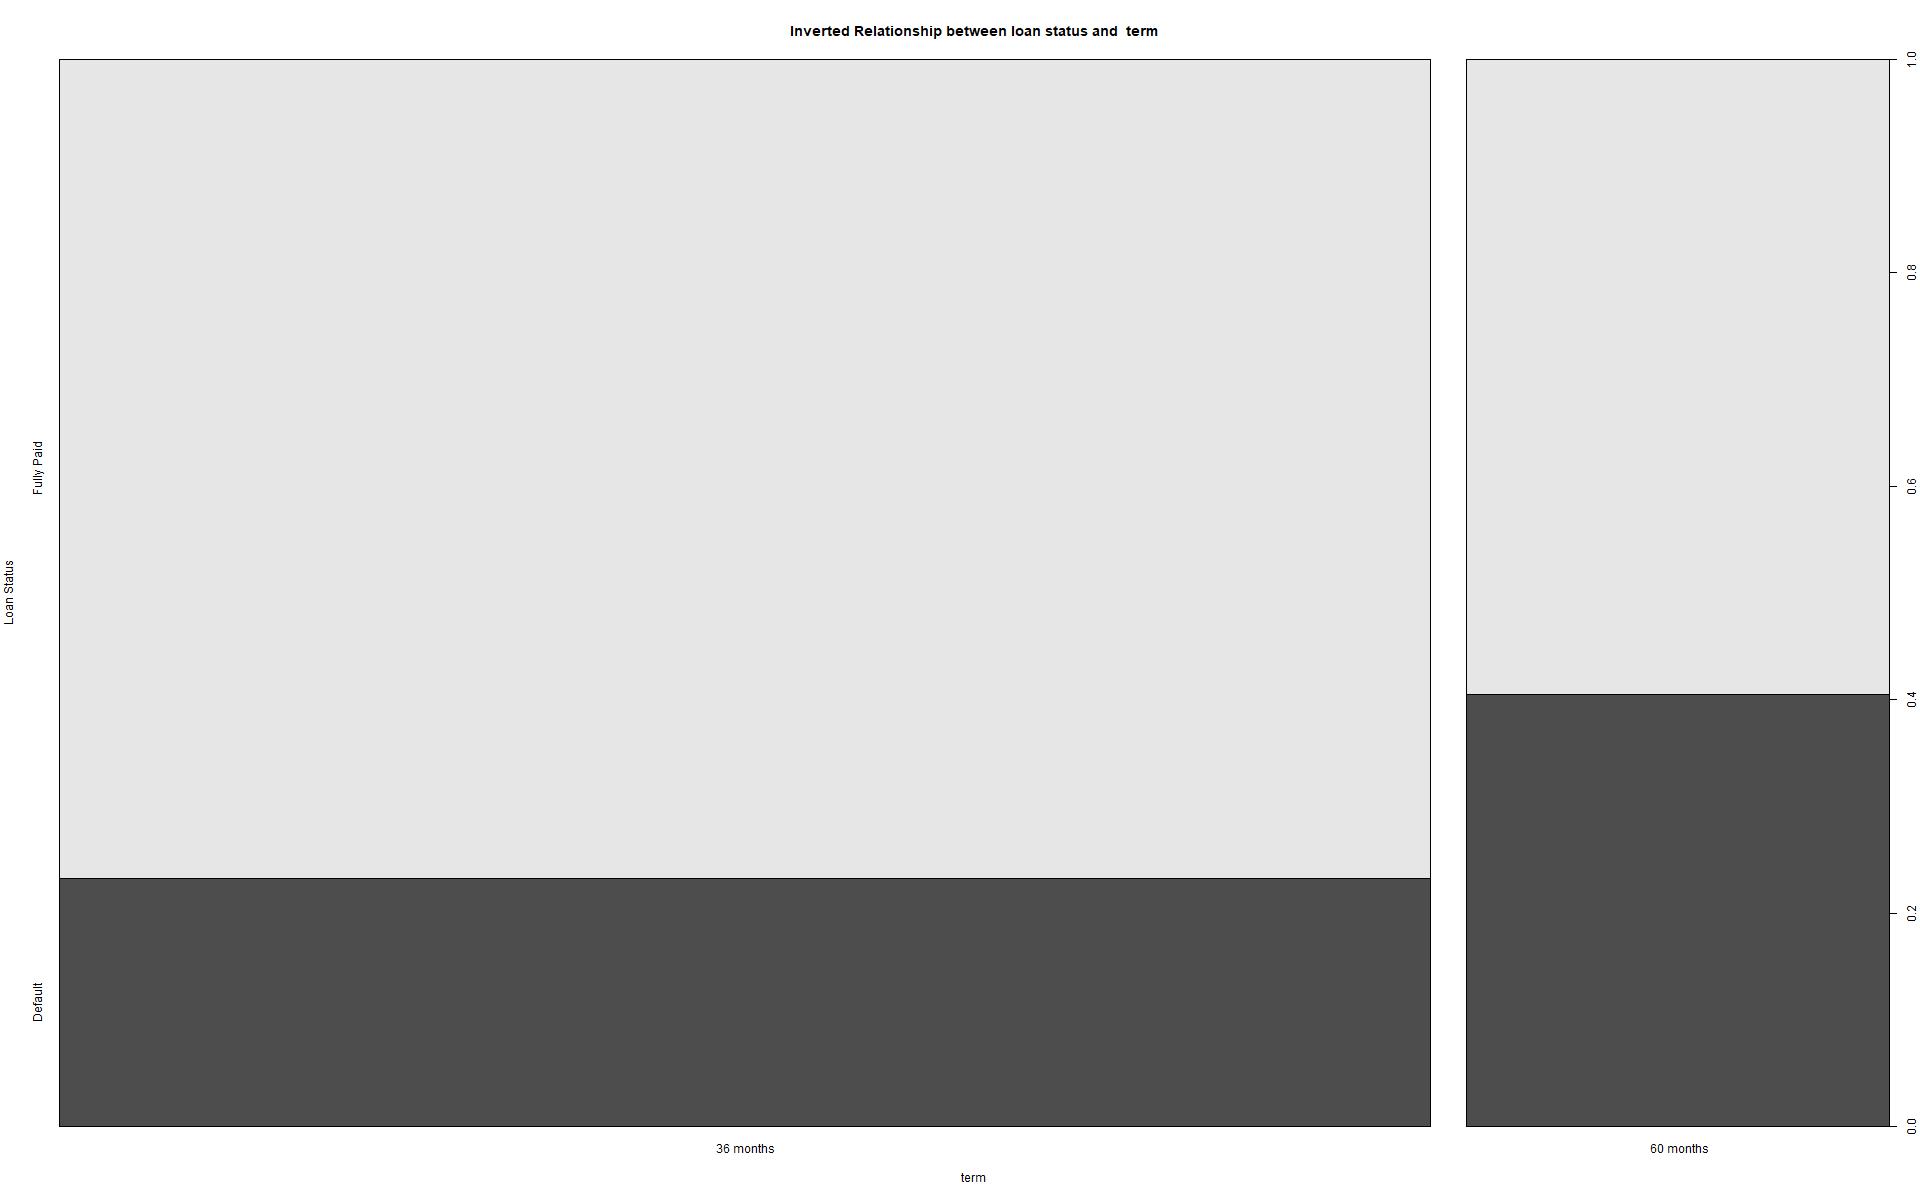 Inverted Relationship between loan status and  term
Loan Status
Fully Paid
Default
1.0
0.8
0.6
0.4
0.2
0.0
36 months
60 months
term